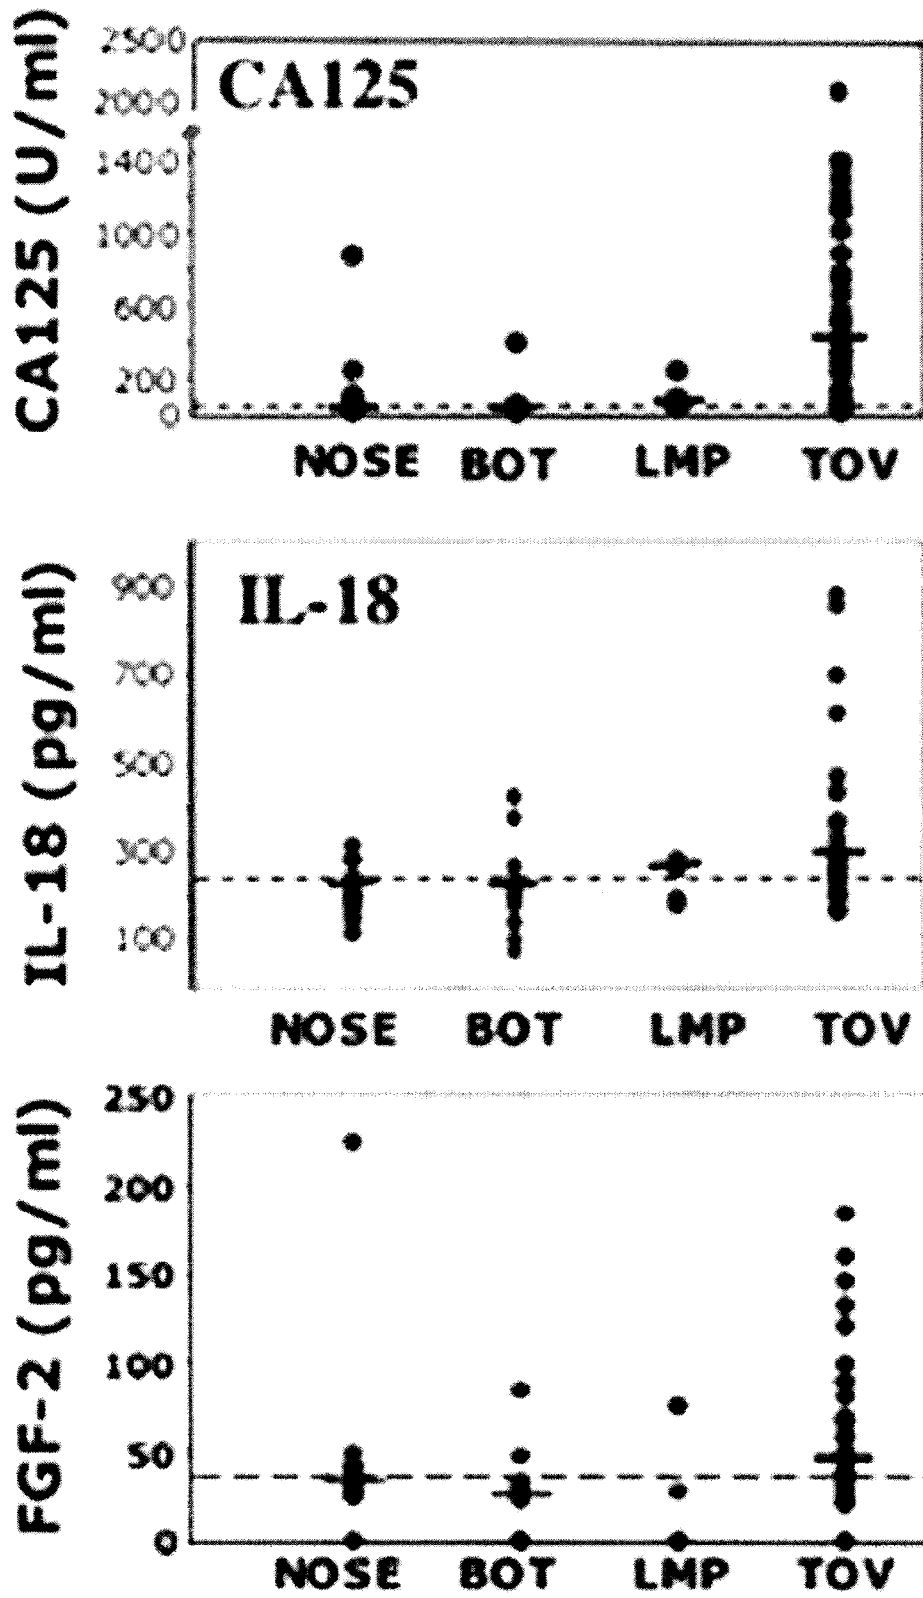 CA125 (U/ml)
2500
2000
1400
1000
600
200
0
CA125
NOSE BOT LMP TOV
IL-18 (pg/ml)
900
700
500
300
100
IL-18
NOSE BOT LMP TOV
FGF-2 (pg/ml)
250
200
150
100
50
0
NOSE BOT LMP TOV